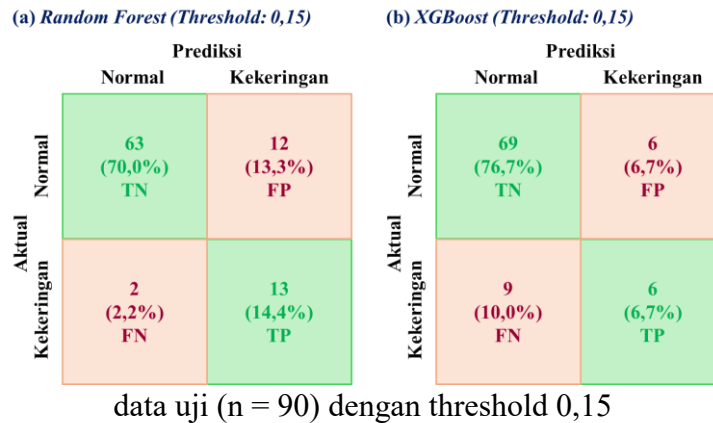 (a) Random Forest (Threshold: 0,15)
Prediksi
Normal Kekeringan
Aktual
Normal
63
(70,0%)
TN
12
(13,3%)
FP
Kekeringan
2
(2,2%)
FN
13
(14,4%)
TP
(b) XGBoost (Threshold: 0,15)
Prediksi
Normal Kekeringan
Aktual
Normal
69
(76,7%)
TN
6
(6,7%)
FP
Kekeringan
9
(10,0%)
FN
6
(6,7%)
TP
data uji (n = 90) dengan threshold 0,15